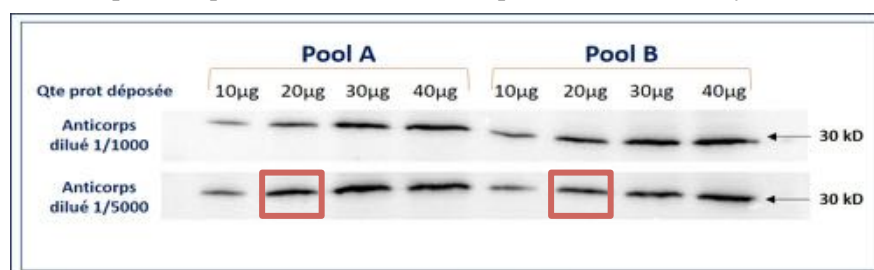 Pool A Pool B
Qte prot déposée 10µg 20µg 30µg 40µg 10µg 20µg 30µg 40µg
Anticorps
dilué 1/1000
30 kD
Anticorps
dilué 1/5000
30 kD